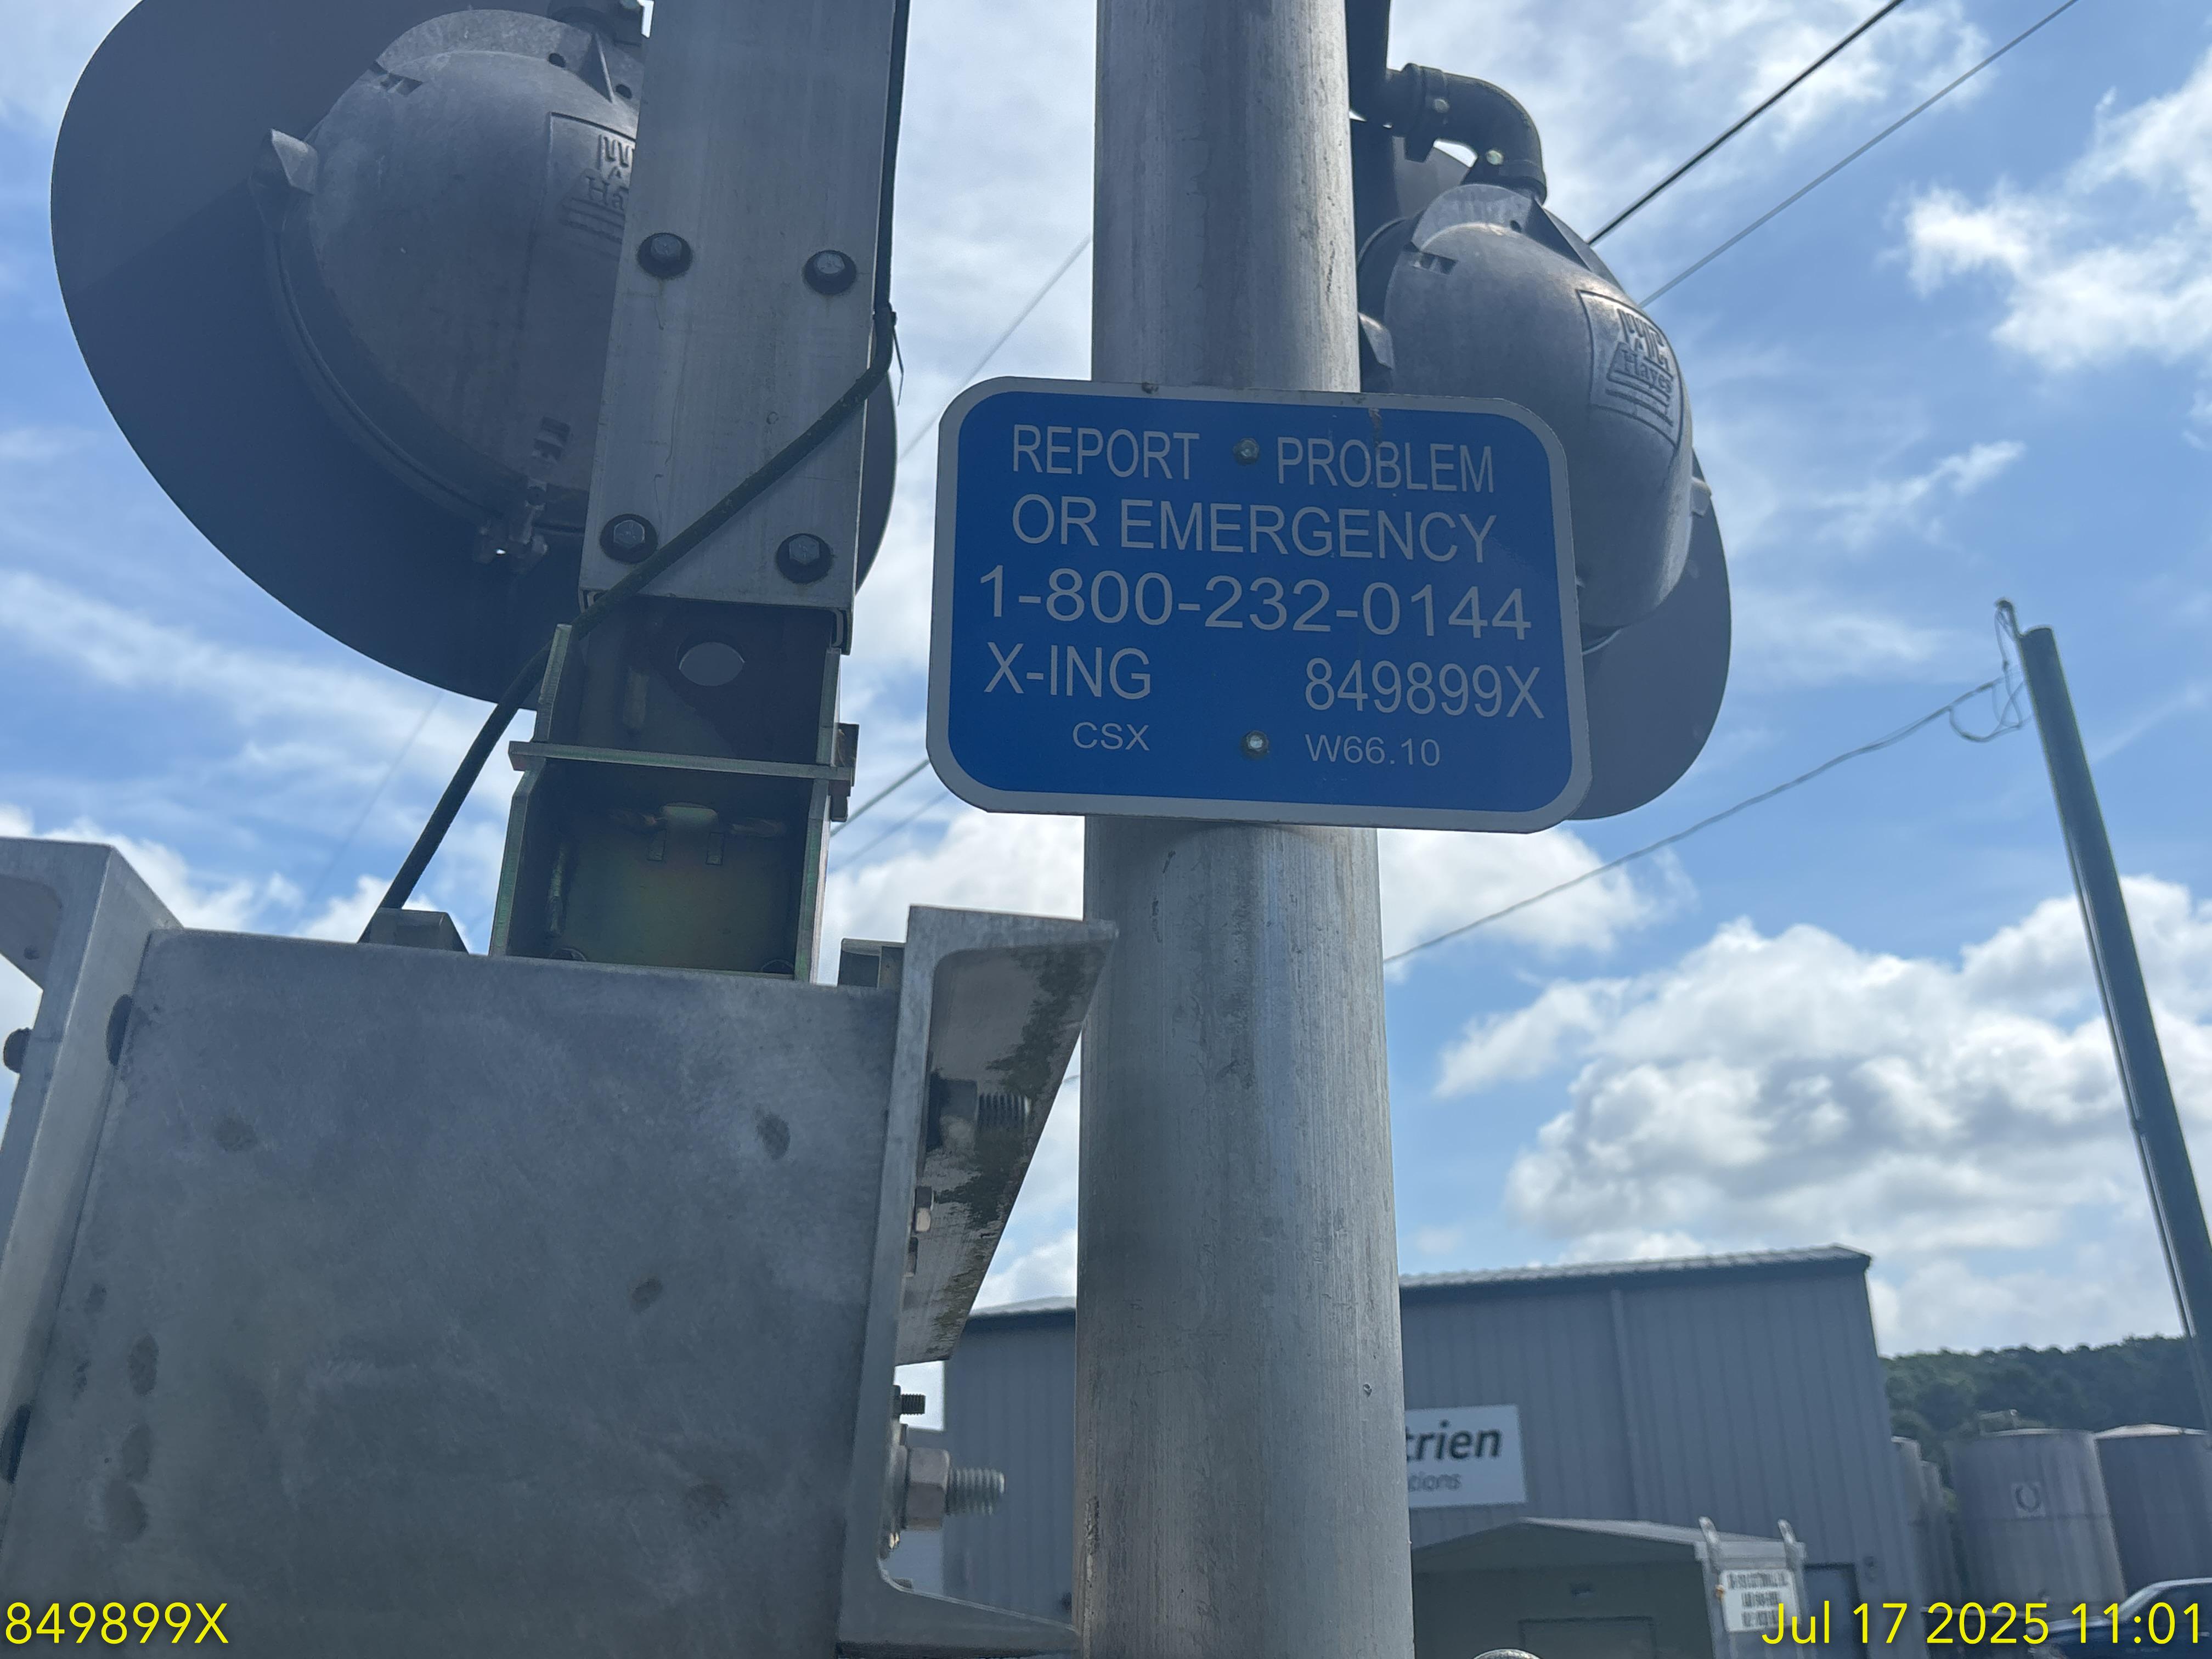 REPORT PROBLEM
OR EMERGENCY
1-800-232-0144
X-ING 849899X
CSX W66.10
Hayes
trien
tions
849899X
Jul 17 2025 11:01